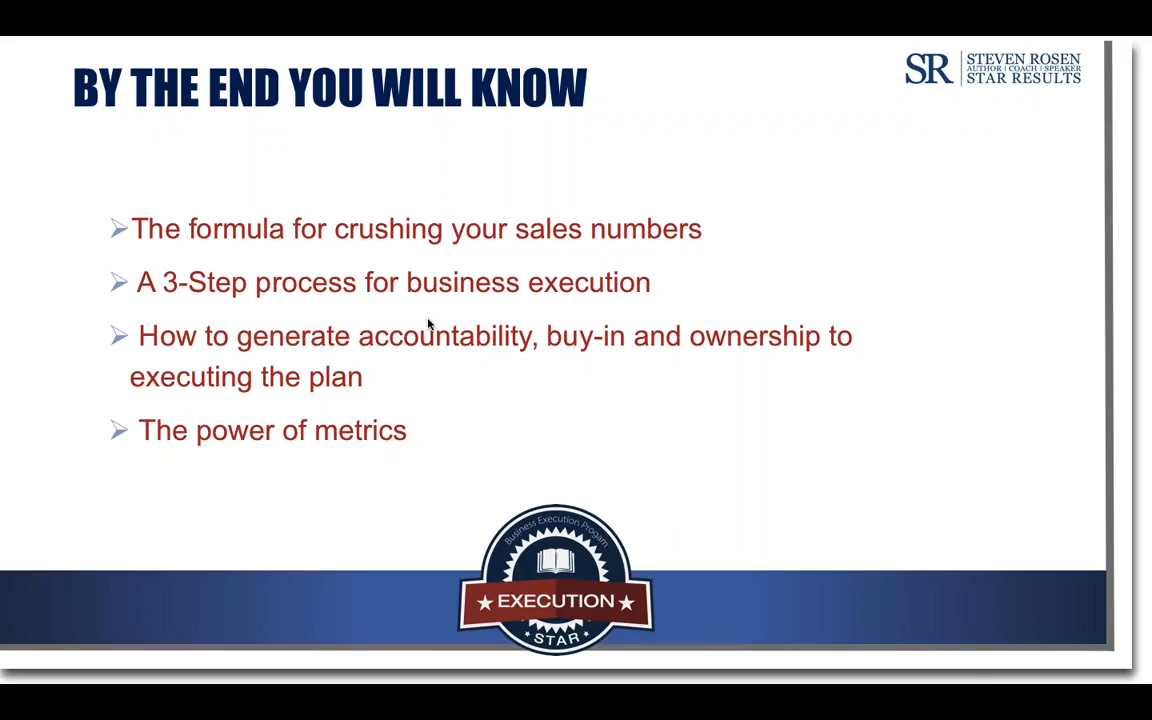 BY THE END YOU WILL KNOW
SR
STEVEN ROSEN
AUTHOR | COACH | SPEAKER
STAR RESULTS
➢The formula for crushing your sales numbers
➢ A 3-Step process for business execution
➢ How to generate accountability, buy-in and ownership to
executing the plan
➢ The power of metrics
Business Execution Progam
★ EXECUTION ★
★ STAR ★